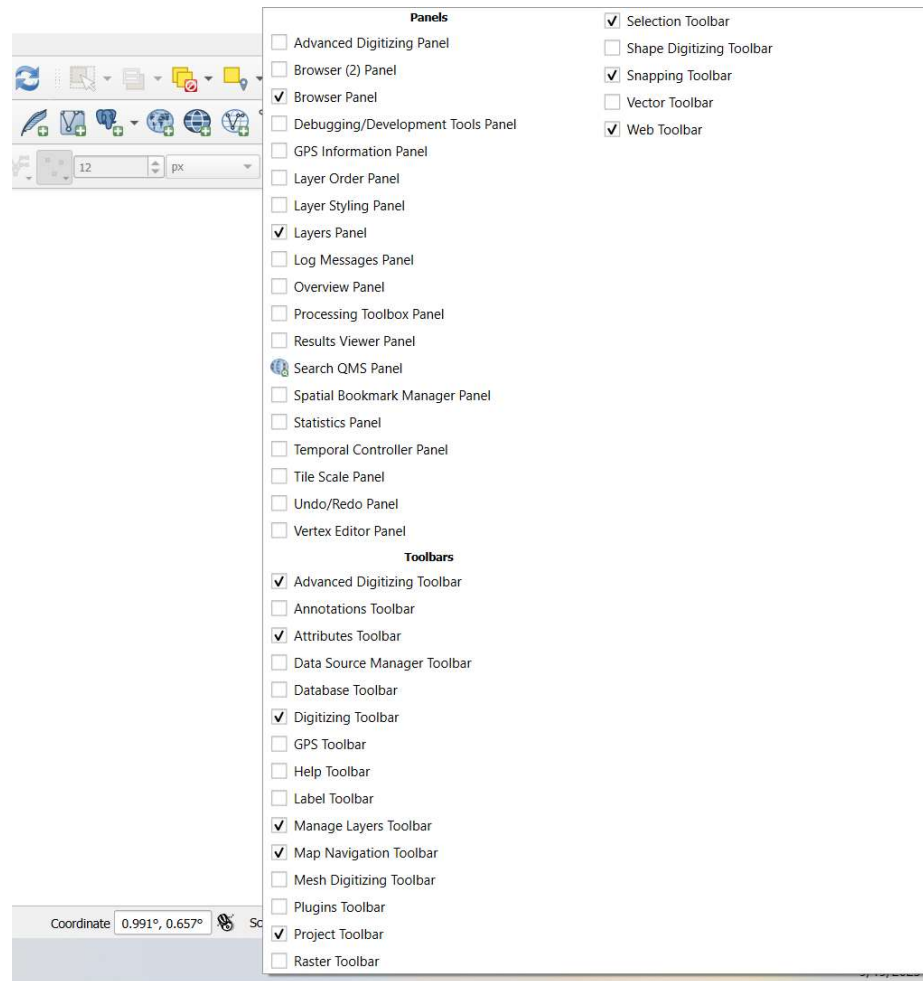 Panels
Advanced Digitizing Panel
Browser (2) Panel
Browser Panel
Debugging/Development Tools Panel
GPS Information Panel
Layer Order Panel
Layer Styling Panel
Layers Panel
Log Messages Panel
Overview Panel
Processing Toolbox Panel
Results Viewer Panel
Search QMS Panel
Spatial Bookmark Manager Panel
Statistics Panel
Temporal Controller Panel
Tile Scale Panel
Undo/Redo Panel
Vertex Editor Panel
Toolbars
Advanced Digitizing Toolbar
Annotations Toolbar
Attributes Toolbar
Data Source Manager Toolbar
Database Toolbar
Digitizing Toolbar
GPS Toolbar
Help Toolbar
Label Toolbar
Manage Layers Toolbar
Map Navigation Toolbar
Mesh Digitizing Toolbar
Plugins Toolbar
Project Toolbar
Raster Toolbar
Selection Toolbar
Shape Digitizing Toolbar
Snapping Toolbar
Vector Toolbar
Web Toolbar
12 px
Coordinate 0.991°, 0.657° Sc